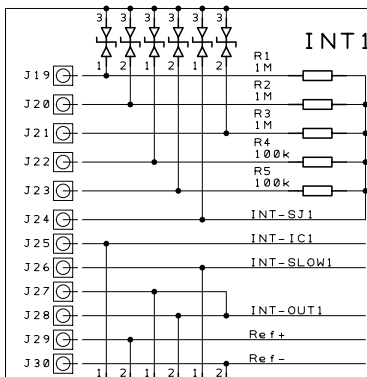 3 3 3 3 3 3
INT1
1 2 1 2 1 2
R1
J19 1M
R2
J20 1M
R3
J21 1M
R4
J22 100k
R5
J23 100k
J24 INT-SJ1
J25 INT-IC1
J26 INT-SLOW1
J27
J28 INT-OUT1
J29 Ref+
J30 Ref-
1 2 1 2 1 2